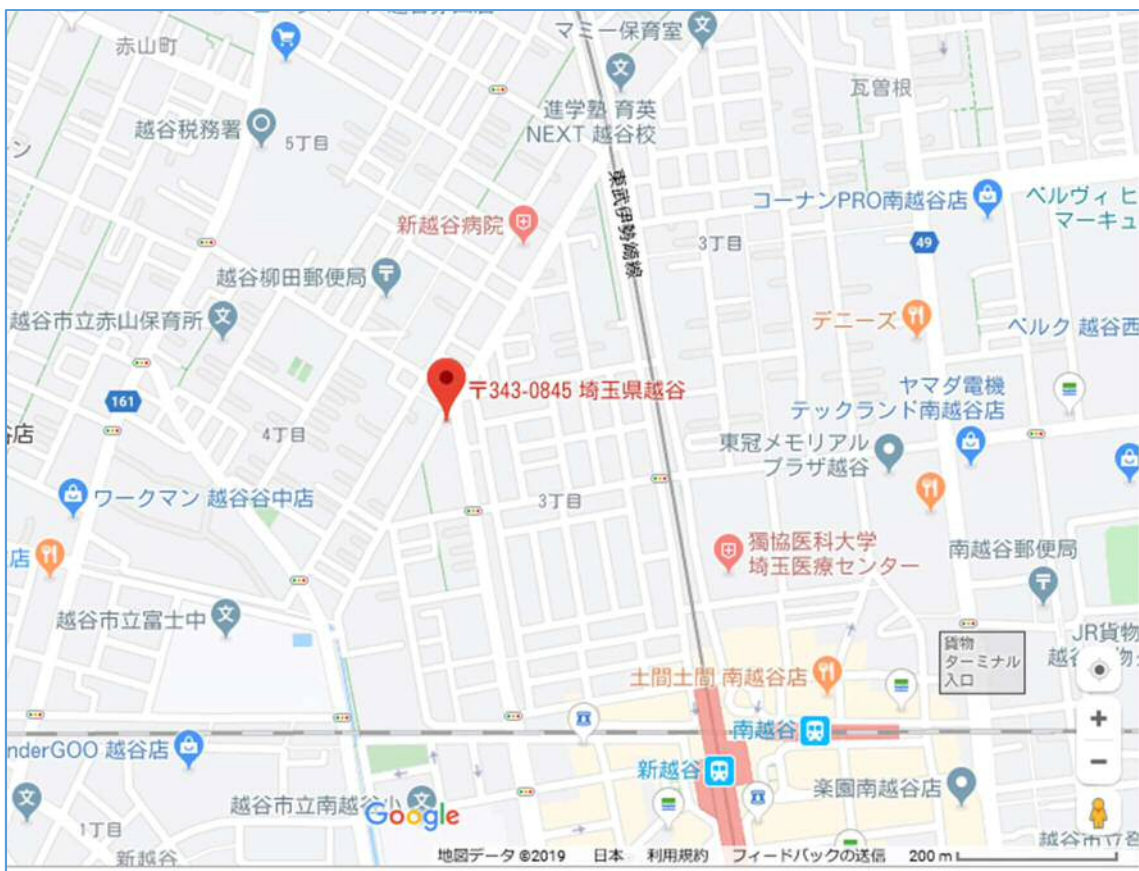 赤山町
マミー保育室
瓦曽根
越谷税務署
5丁目
進学塾 育英
NEXT 越谷校
ン
東武伊勢崎線
コーナンPRO南越谷店
ベルヴィ ヒ
マーキュ
新越谷病院
3丁目
49
越谷柳田郵便局
越谷市立赤山保育所
デニーズ
ベルク 越谷西
〒343-0845 埼玉県越谷
161
ヤマダ電機
テックランド南越谷店
谷店
4丁目
東冠メモリアル
プラザ越谷
ワークマン 越谷谷中店
3丁目
店
獨協医科大学
埼玉医療センター
南越谷郵便局
越谷市立富士中
貨物
ターミナル
入口
JR貨物
土間土間 南越谷店
南越谷
nderGOO 越谷店
新越谷
楽園南越谷店
越谷市立南越谷小
Google
1丁目
新越谷
越谷市立登
地図データ ©2019 日本 利用規約 フィードバックの送信 200 m